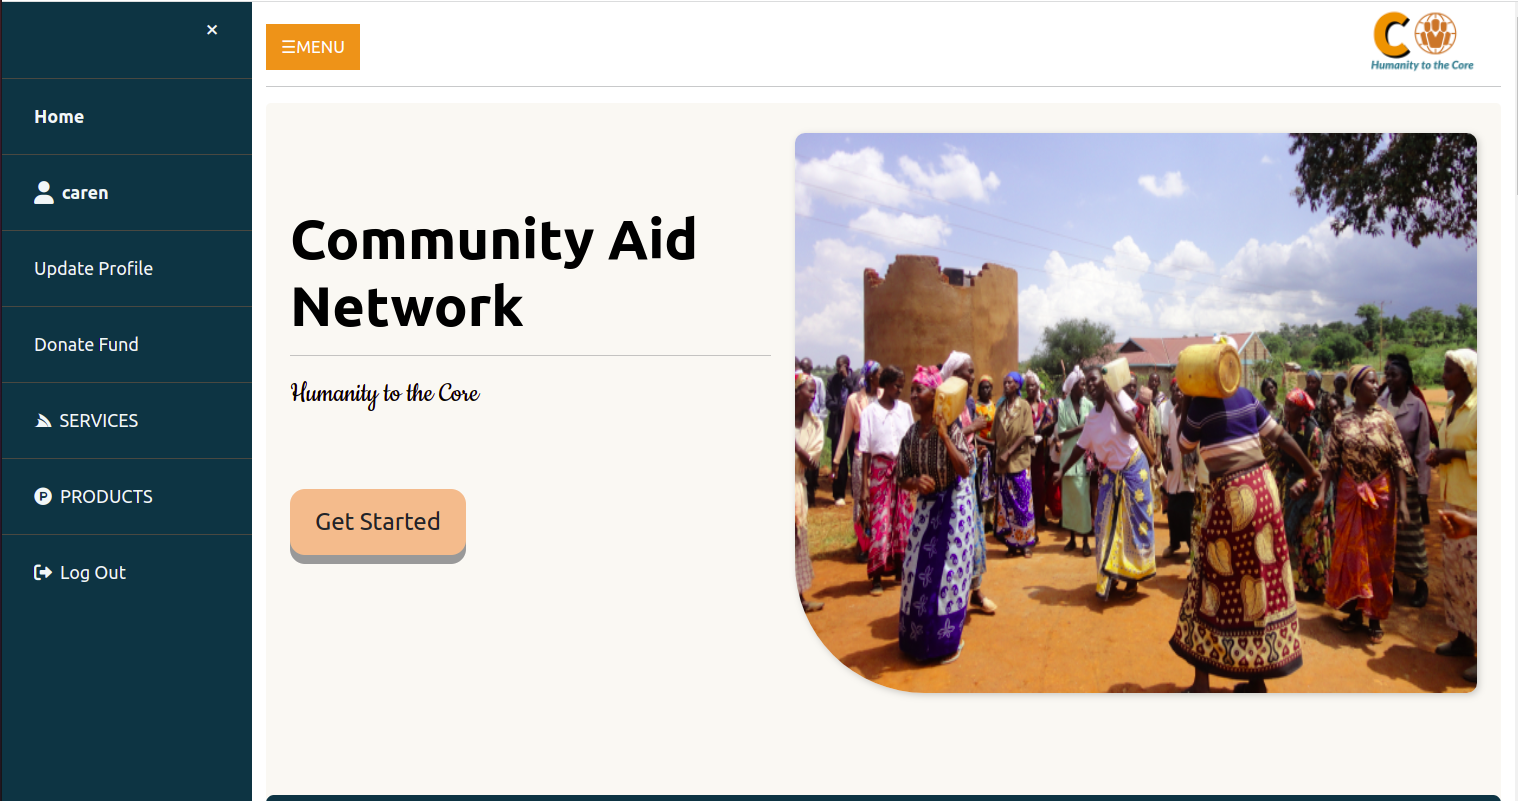 ×
Home
caren
Update Profile
Donate Fund
SERVICES
P PRODUCTS
Log Out
☰MENU
C
Humanity to the Core
Community Aid
Network
Humanity to the Core
Get Started